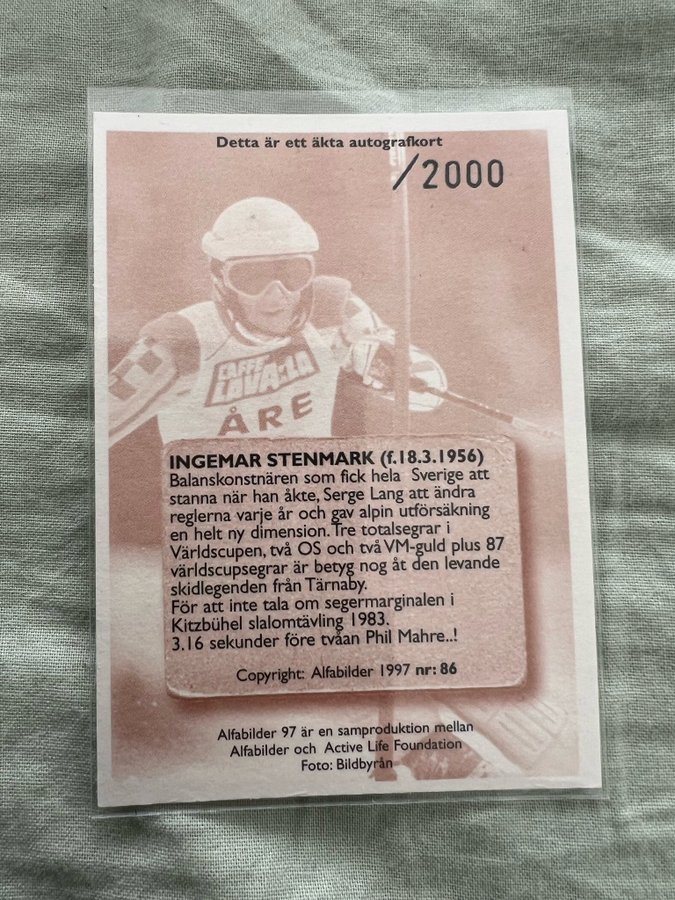 Detta är ett äkta autografkort
/2000
CAFFÈ
LAVAZZA
ÅRE
INGEMAR STENMARK (f.18.3.1956)
Balanskonstnären som fick hela Sverige att
stanna när han åkte, Serge Lang att ändra
reglerna varje år och gav alpin utförsåkning
en helt ny dimension. Tre totalsegrar i
Världscupen, två OS och två VM-guld plus 87
världscupsegrar är betyg nog åt den levande
skidlegenden från Tärnaby.
För att inte tala om segermarginalen i
Kitzbühel slalomtävling 1983.
3.16 sekunder före tvåan Phil Mahre..!
Copyright: Alfabilder 1997 nr: 86
Alfabilder 97 är en samproduktion mellan
Alfabilder och Active Life Foundation
Foto: Bildbyrån